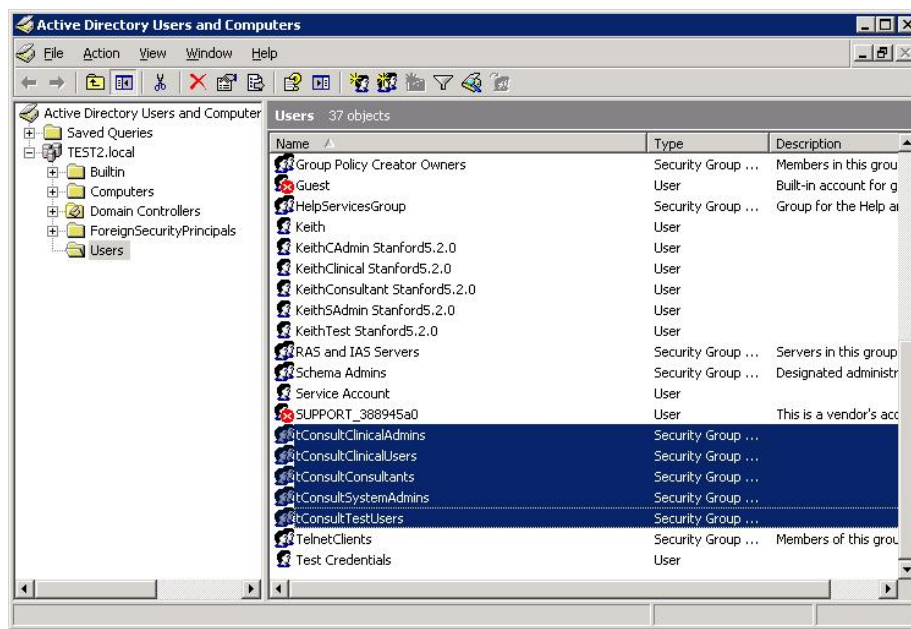 Active Directory Users and Computers
File Action View Window Help
Active Directory Users and Computer
Saved Queries
TEST2.local
Builtin
Computers
Domain Controllers
ForeignSecurityPrincipals
Users
Users 37 objects
Name Type Description
Group Policy Creator Owners Security Group ... Members in this grou
Guest User Built-in account for g
HelpServicesGroup Security Group ... Group for the Help a
Keith User
KeithCAdmin Stanford5.2.0 User
KeithClinical Stanford5.2.0 User
KeithConsultant Stanford5.2.0 User
KeithSAdmin Stanford5.2.0 User
KeithTest Stanford5.2.0 User
RAS and IAS Servers Security Group ... Servers in this group
Schema Admins Security Group ... Designated administr
Service Account User
SUPPORT_388945a0 User This is a vendor's acc
tConsultClinicalAdmins Security Group ...
tConsultClinicalUsers Security Group ...
tConsultConsultants Security Group ...
tConsultSystemAdmins Security Group ...
tConsultTestUsers Security Group ...
TelnetClients Security Group ... Members of this grou
Test Credentials User